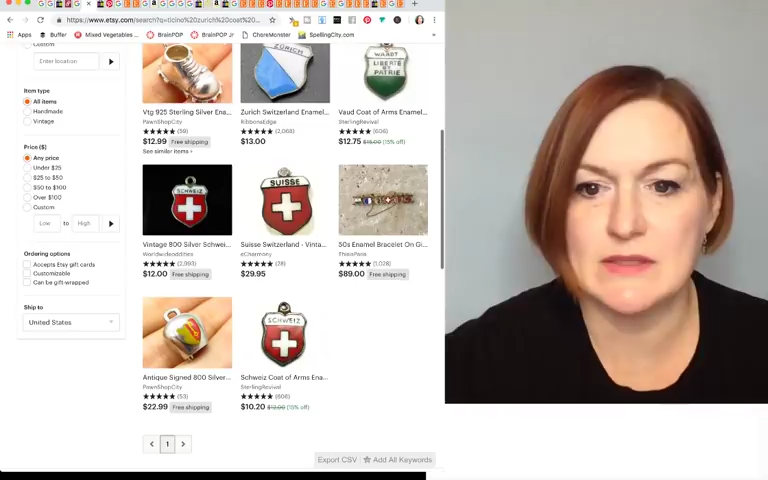 https://www.etsy.com/search?q=ticino%20zurich%20coat%20...
Apps Buffer Mixed Vegetables... BrainPOP BrainPOP Jr ChoreMonster SpellingCity.com
Custom
Enter location
Item type
All items
Handmade
Vintage
Price ($)
Any price
Under $25
$25 to $50
$50 to $100
Over $100
Custom
Low to High
Ordering options
Accepts Etsy gift cards
Customizable
Can be gift-wrapped
Ship to
United States
ZÜRICH
WAADT
LIBERTÉ
ET
PATRIE
Vtg 925 Sterling Silver Ena...
PawnShopCity
(59)
$12.99 Free shipping
See similar items +
Zurich Switzerland Enamel...
RibbonsEdge
(2,068)
$13.00
Vaud Coat of Arms Enamel...
SterlingRevival
(606)
$12.75 $15.00 (15% off)
SCHWEIZ
SUISSE
Vintage 800 Silver Schwei...
Worldwideoddities
(2,993)
$12.00 Free shipping
Suisse Switzerland - Vinta...
eCharmony
(28)
$29.95
50s Enamel Bracelet On Gi...
(1,028)
$89.00 Free shipping
SCHWEIZ
Antique Signed 800 Silver...
PawnShopCity
(53)
$22.99 Free shipping
Schweiz Coat of Arms Ena...
SterlingRevival
(606)
$10.20 $12.00 (15% off)
1
Export CSV Add All Keywords